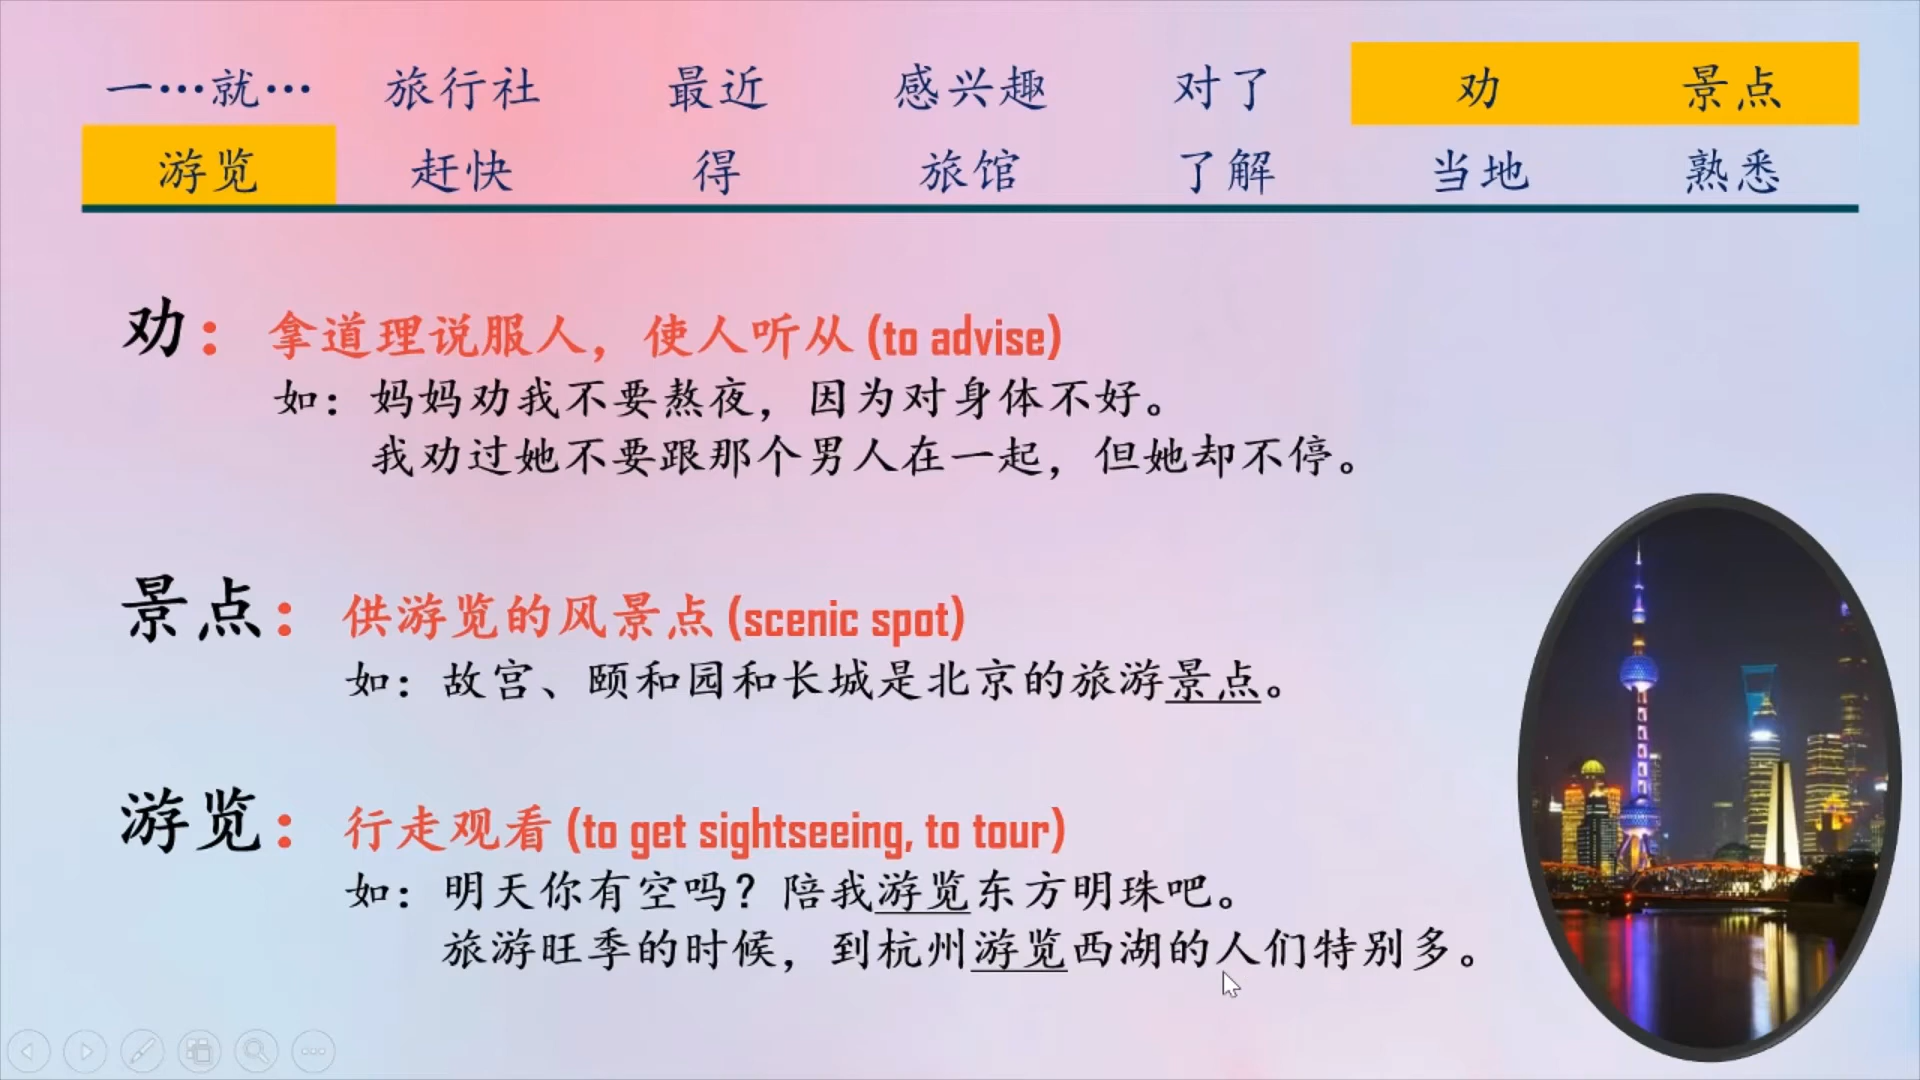 一…就… 旅行社 最近 感兴趣 对了 劝 景点
游览 赶快 得 旅馆 了解 当地 熟悉
劝：拿道理说服人，使人听从 (to advise)
如：妈妈劝我不要熬夜，因为对身体不好。
我劝过她不要跟那个男人在一起，但她却不停。
景点：供游览的风景点 (scenic spot)
如：故宫、颐和园和长城是北京的旅游景点。
游览：行走观看 (to get sightseeing, to tour)
如：明天你有空吗？陪我游览东方明珠吧。
旅游旺季的时候，到杭州游览西湖的人们特别多。